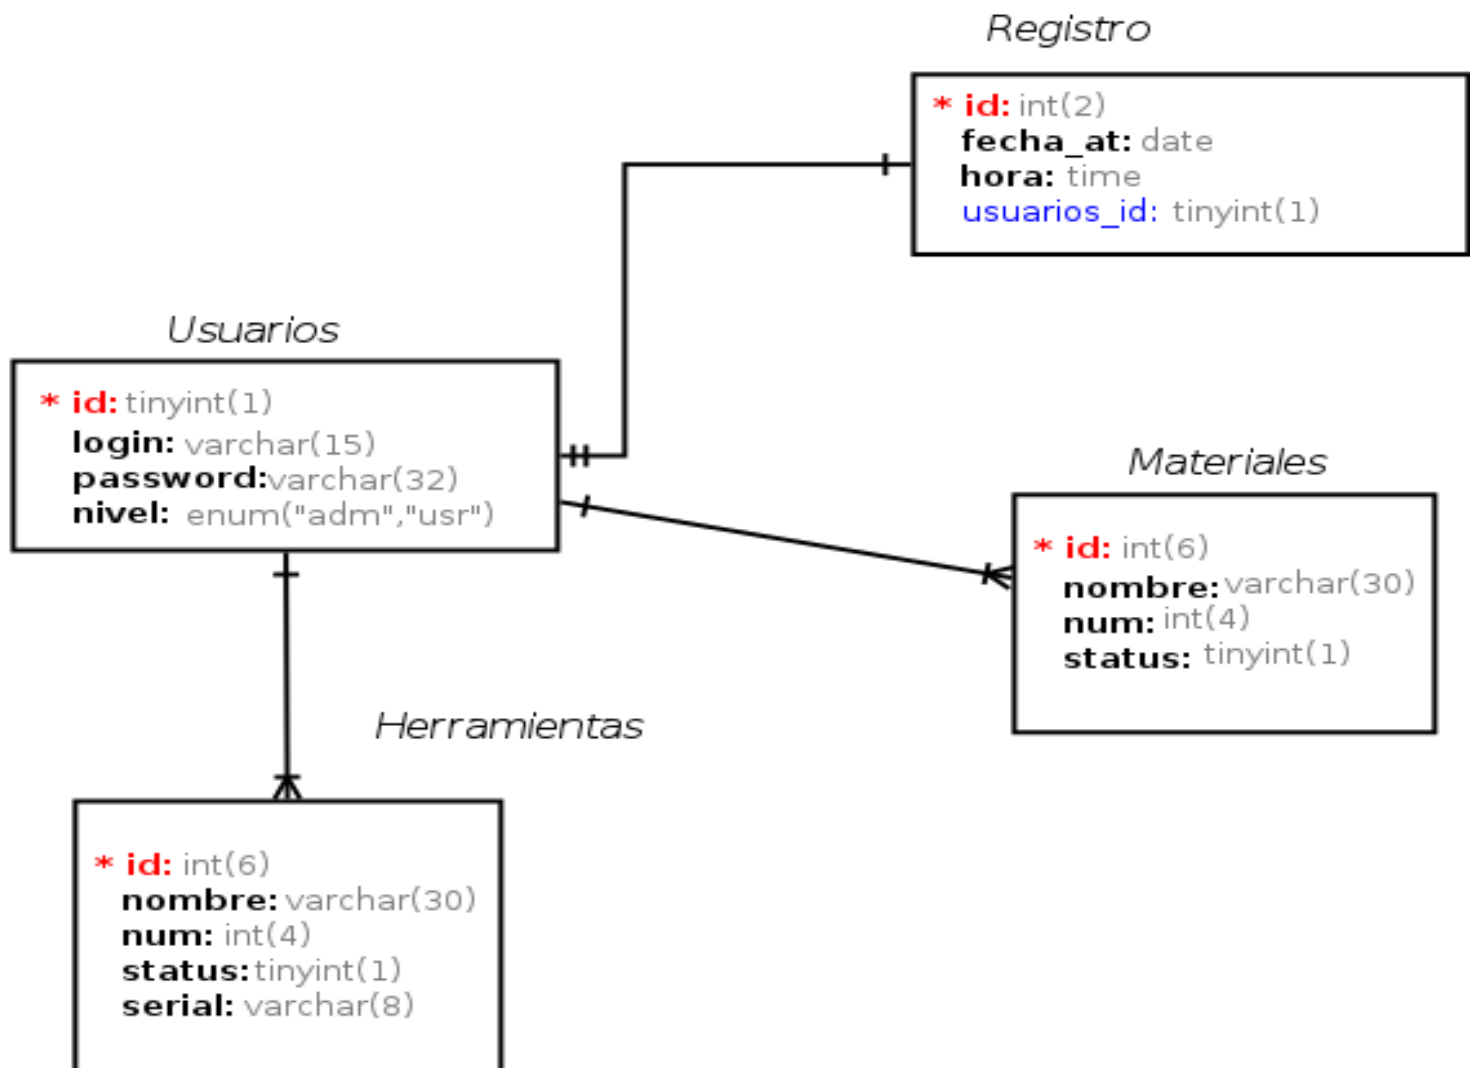 Registro
* id: int(2)
fecha_at: date
hora: time
usuarios_id: tinyint(1)
Usuarios
* id: tinyint(1)
login: varchar(15)
password:varchar(32)
nivel: enum("adm","usr")
Materiales
* id: int(6)
nombre: varchar(30)
num: int(4)
status: tinyint(1)
Herramientas
* id: int(6)
nombre: varchar(30)
num: int(4)
status: tinyint(1)
serial: varchar(8)